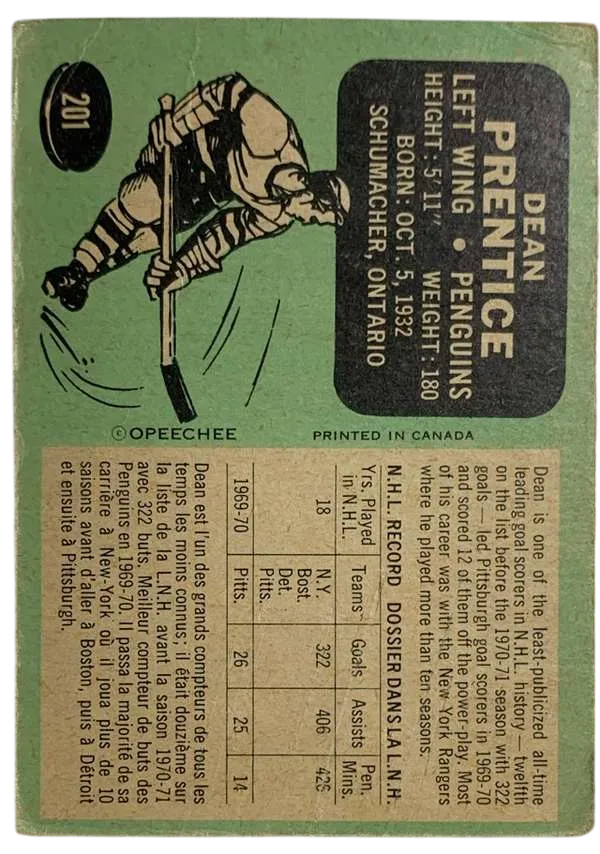 DEAN
PRENTICE
LEFT WING • PENGUINS
HEIGHT: 5'11" WEIGHT: 180
BORN: OCT. 5, 1932
SCHUMACHER, ONTARIO
201
© OPEECHEE
PRINTED IN CANADA
Dean is one of the least-publicized all-time
leading goal scorers in N.H.L. history — twelfth
on the list before the 1970-71 season with 322
goals — led Pittsburgh goal scorers in 1969-70
and scored 12 of them off the power-play. Most
of his career was with the New York Rangers
where he played more than ten seasons.
N.H.L. RECORD DOSSIER DANS LA L.N.H.
Yrs. Played in N.H.L. Teams Goals Assists Pen. Mins.
18 N.Y. Bost. Det. Pitts. 322 406 428
1969-70 Pitts. 26 25 14
Dean est l'un des grands compteurs de tous les
temps les moins connus; il était douzième sur
la liste de la L.N.H. avant la saison 1970-71
avec 322 buts. Meilleur compteur de buts des
Penguins en 1969-70. Il passa la majorité de sa
carrière à New-York où il joua plus de 10
saisons avant d'aller à Boston, puis à Détroit
et ensuite à Pittsburgh.